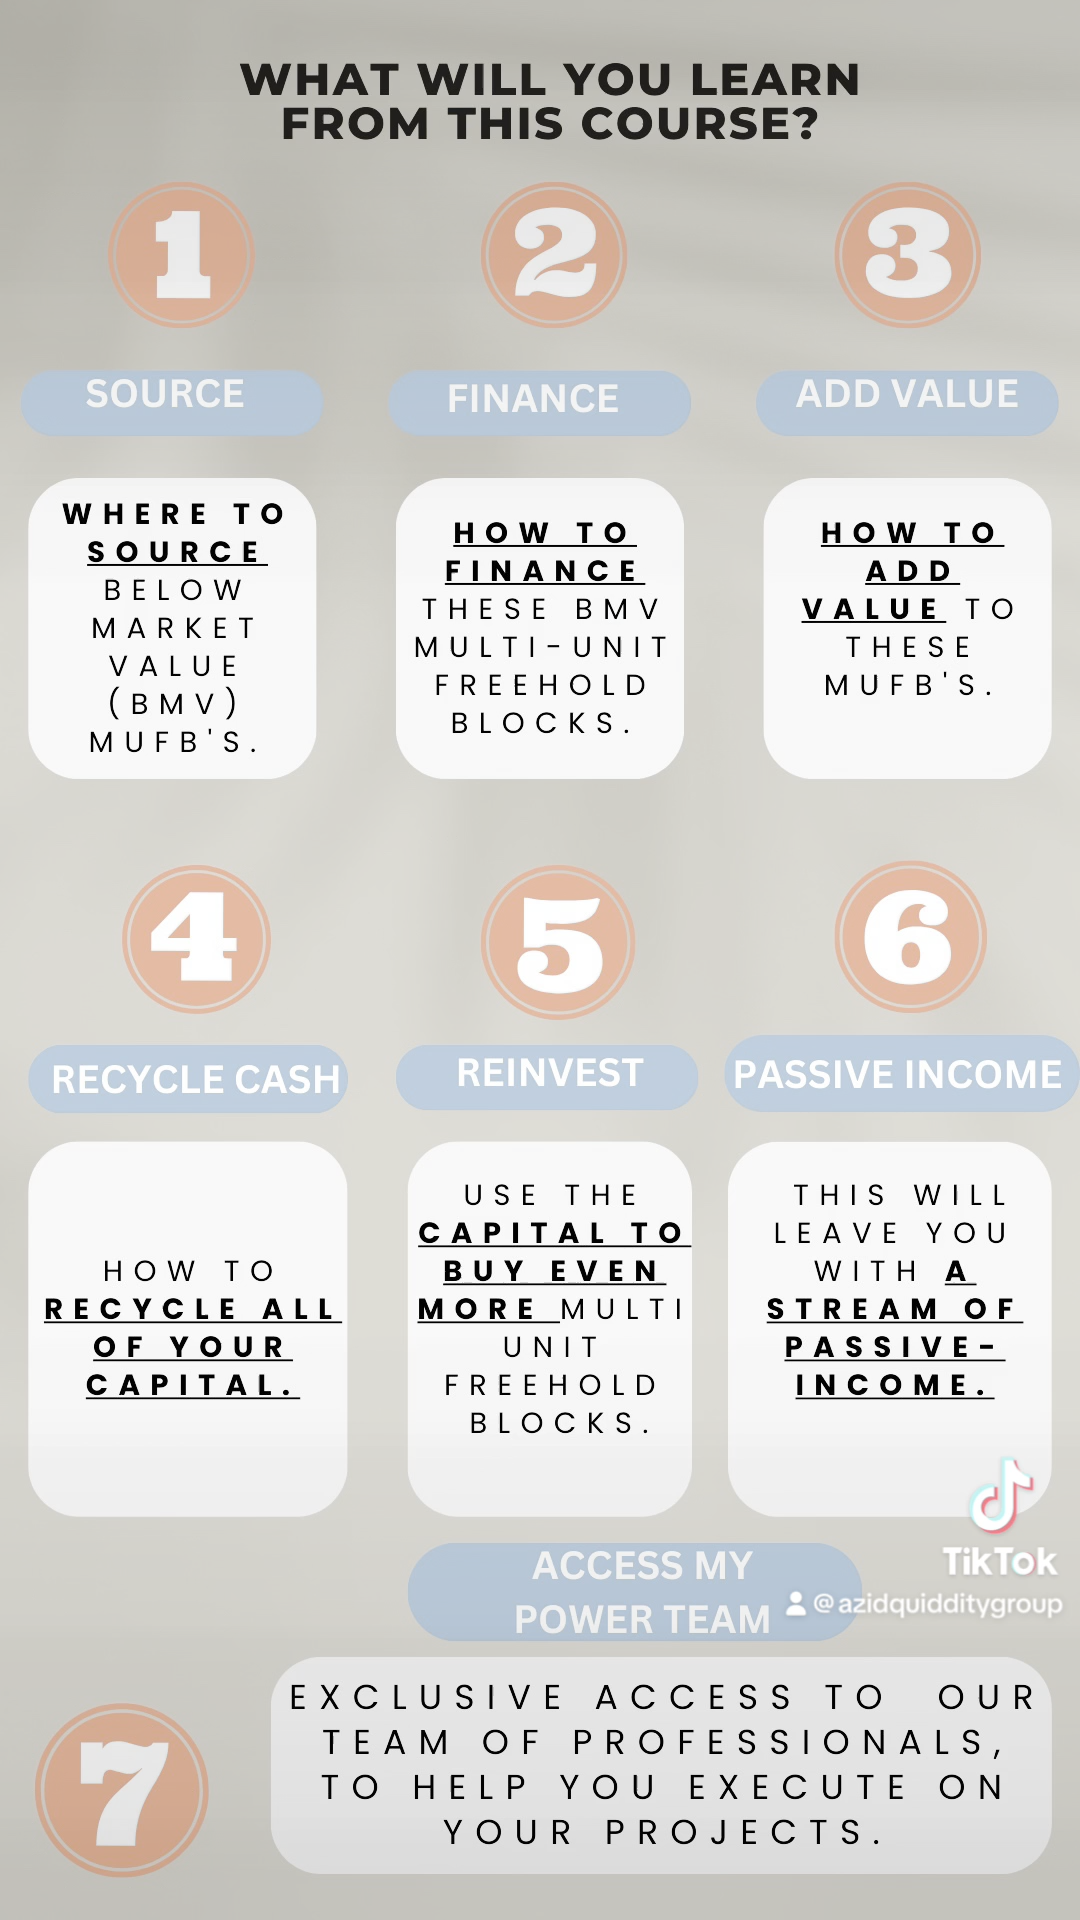 WHAT WILL YOU LEARN
FROM THIS COURSE?
1
SOURCE
WHERE TO
SOURCE
BELOW
MARKET
VALUE
(BMV)
MUFB'S.
2
FINANCE
HOW TO
FINANCE
THESE BMV
MULTI-UNIT
FREEHOLD
BLOCKS.
3
ADD VALUE
HOW TO
ADD
VALUE TO
THESE
MUFB'S.
4
RECYCLE CASH
HOW TO
RECYCLE ALL
OF YOUR
CAPITAL.
5
REINVEST
USE THE
CAPITAL TO
BUY EVEN
MORE MULTI
UNIT
FREEHOLD
BLOCKS.
6
PASSIVE INCOME
THIS WILL
LEAVE YOU
WITH A
STREAM OF
PASSIVE-
INCOME.
TikTok
@azidquidditygroup
7
ACCESS MY
POWER TEAM
EXCLUSIVE ACCESS TO OUR
TEAM OF PROFESSIONALS,
TO HELP YOU EXECUTE ON
YOUR PROJECTS.